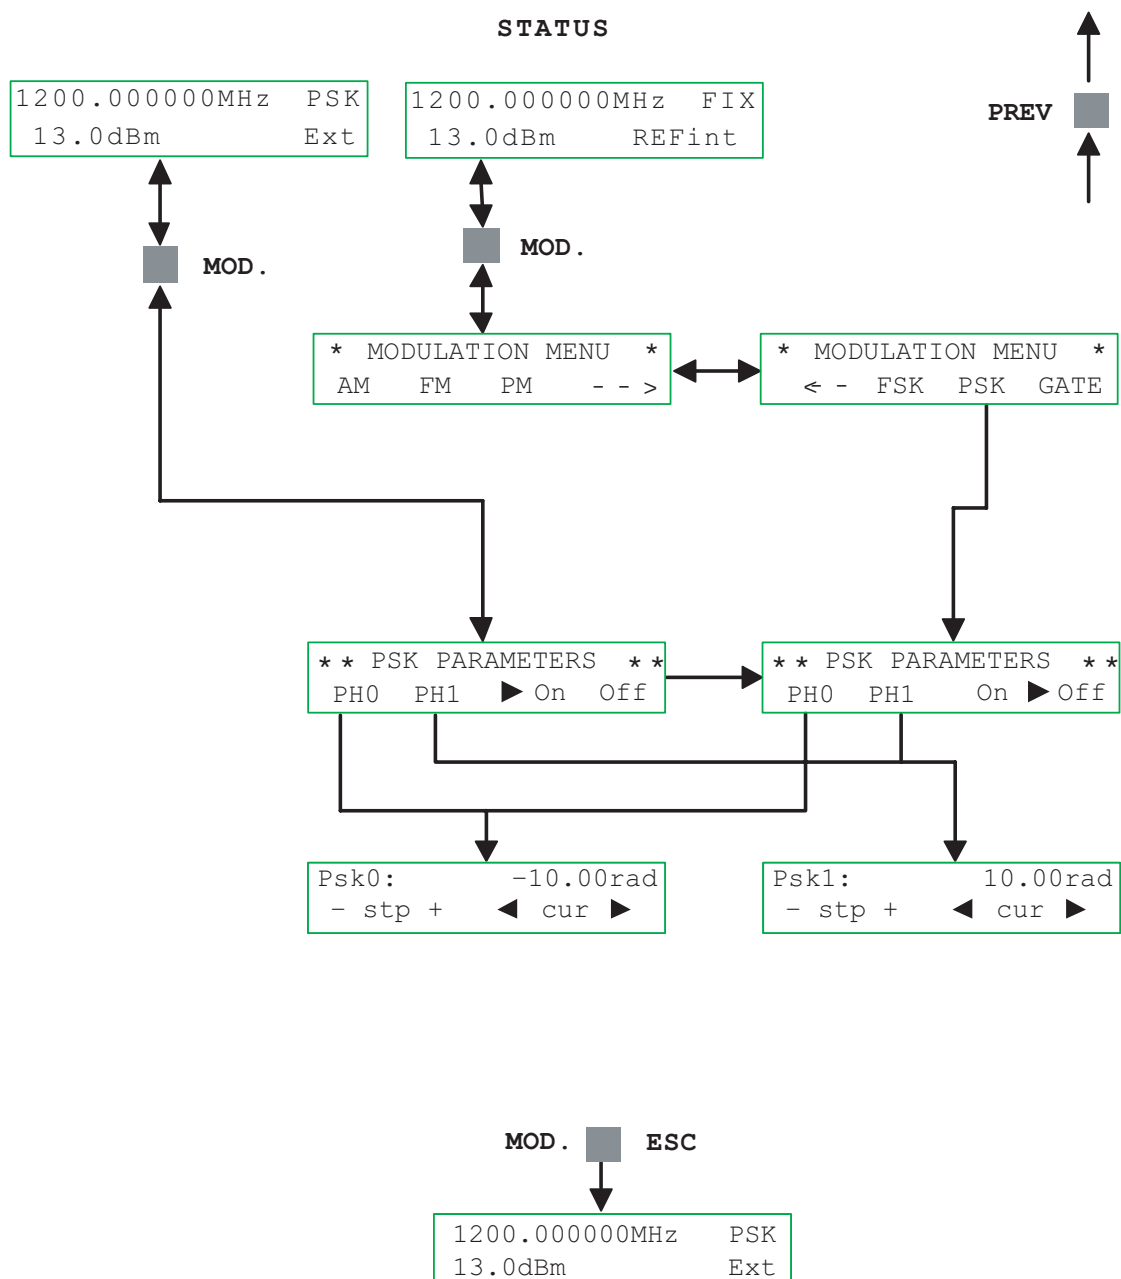 STATUS
1200.000000MHz PSK
13.0dBm Ext
1200.000000MHz FIX
13.0dBm REFint
PREV
MOD.
MOD.
* MODULATION MENU *
AM FM PM -->
* MODULATION MENU *
<- FSK PSK GATE
** PSK PARAMETERS **
PH0 PH1 ▶On Off
** PSK PARAMETERS **
PH0 PH1 On ▶Off
Psk0: -10.00rad
- stp + ◀ cur ▶
Psk1: 10.00rad
- stp + ◀ cur ▶
MOD. ESC
1200.000000MHz PSK
13.0dBm Ext